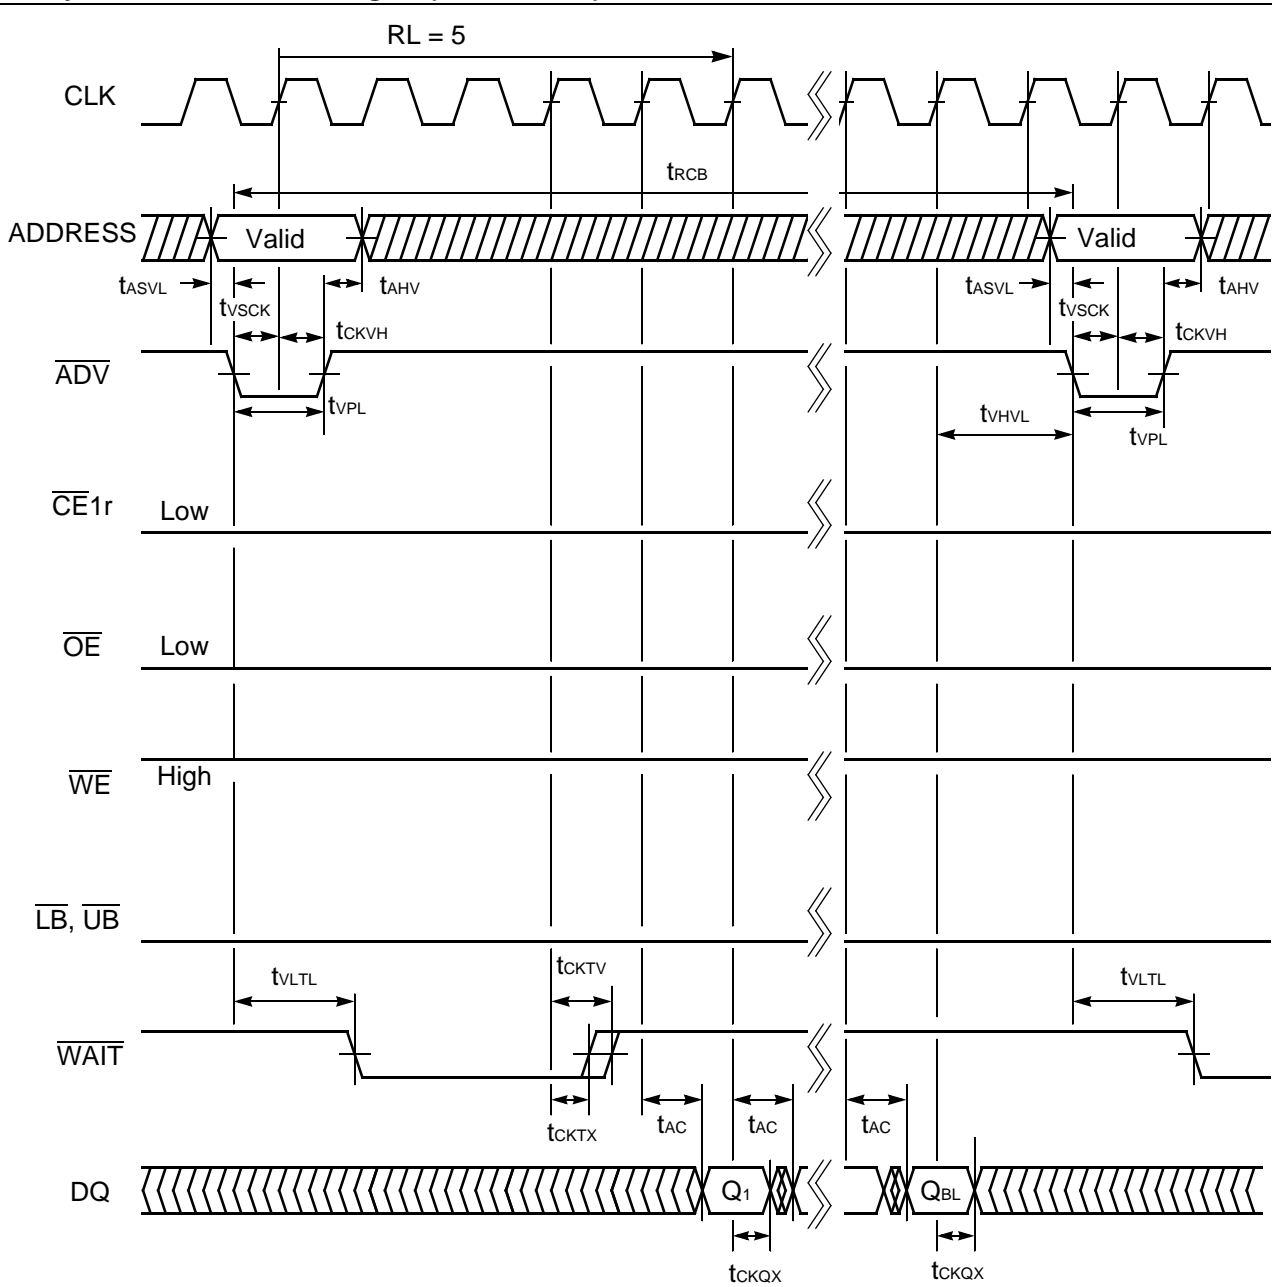 RL = 5
CLK
tRCB
ADDRESS
Valid
Valid
tASVL
tVSCK
tAHV
tASVL
tVSCK
tAHV
tCKVH
tCKVH
ADV
tVPL
tVHVL
tVPL
CE1r
Low
OE
Low
WE
High
LB, UB
tVLTL
tCKTV
tVLTL
WAIT
tCKTX
tAC
tAC
tAC
DQ
Q1
QBL
tCKQX
tCKQX